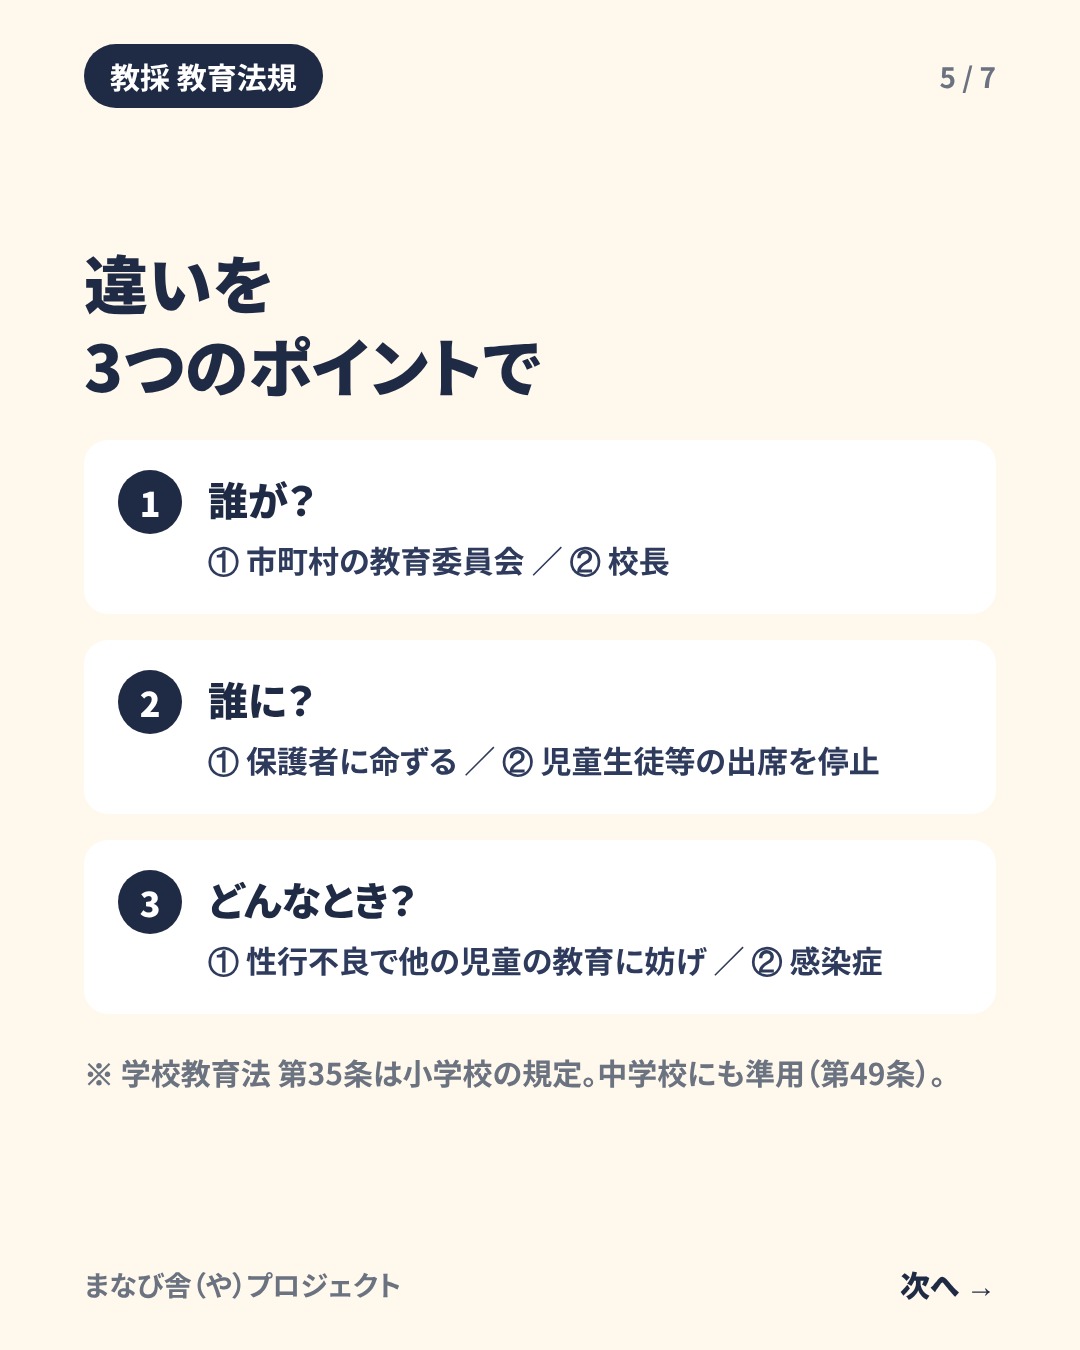 教採 教育法規
5 / 7
違いを
3つのポイントで
1 誰が？
① 市町村の教育委員会 ／ ② 校長
2 誰に？
① 保護者に命ずる ／ ② 児童生徒等の出席を停止
3 どんなとき？
① 性行不良で他の児童の教育に妨げ ／ ② 感染症
※ 学校教育法 第35条は小学校の規定。中学校にも準用（第49条）。
まなび舎（や）プロジェクト
次へ →